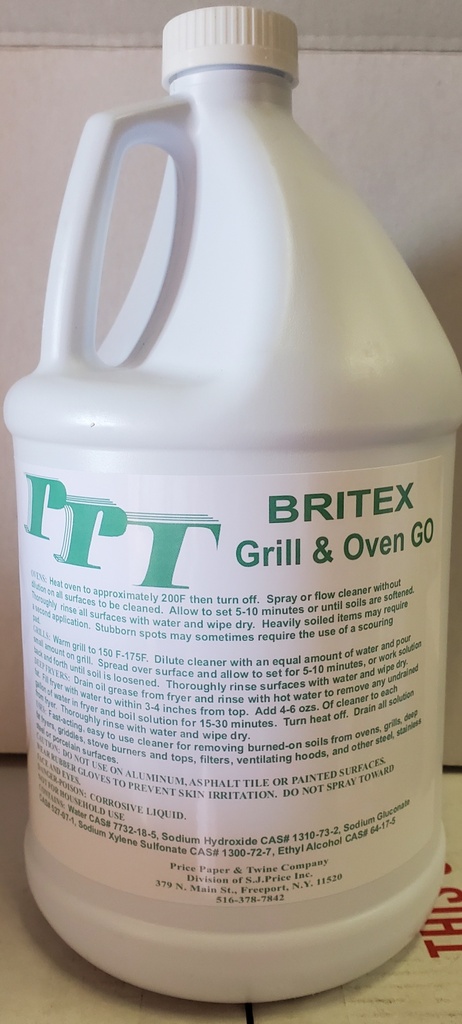 PPT
BRITEX
Grill & Oven GO
OVENS: Heat oven to approximately 200F then turn off. Spray or flow cleaner without
dilution on all surfaces to be cleaned. Allow to set 5-10 minutes or until soils are softened.
Thoroughly rinse all surfaces with water and wipe dry. Heavily soiled items may require
a second application. Stubborn spots may sometimes require the use of a scouring
pad.
GRILLS: Warm grill to 150 F-175F. Dilute cleaner with an equal amount of water and pour
small amount on grill. Spread over surface and allow to set for 5-10 minutes, or work solution
back and forth until soil is loosened. Thoroughly rinse surfaces with water and wipe dry.
DEEP FRYERS: Drain oil grease from fryer and rinse with hot water to remove any undrained
Fill fryer with water to within 3-4 inches from top. Add 4-6 ozs. Of cleaner to each
of water in fryer and boil solution for 15-30 minutes. Turn heat off. Drain all solution
fryer. Thoroughly rinse with water and wipe dry.
Fast-acting, easy to use cleaner for removing burned-on soils from ovens, grills, deep
fryers, griddles, stove burners and tops, filters, ventilating hoods, and other steel, stainless
steel or porcelain surfaces.
CAUTION: DO NOT USE ON ALUMINUM, ASPHALT TILE OR PAINTED SURFACES.
WEAR RUBBER GLOVES TO PREVENT SKIN IRRITATION. DO NOT SPRAY TOWARD
FACE AND EYES.
DANGER: POISON: CORROSIVE LIQUID.
NOT FOR HOUSEHOLD USE
CONTAINS: Water CAS# 7732-18-5, Sodium Hydroxide CAS# 1310-73-2, Sodium Gluconate
CAS# 527-07-1, Sodium Xylene Sulfonate CAS# 1300-72-7, Ethyl Alcohol CAS# 64-17-5
Price Paper & Twine Company
Division of S.J.Price Inc.
379 N. Main St., Freeport, N.Y. 11520
516-378-7842
THIS